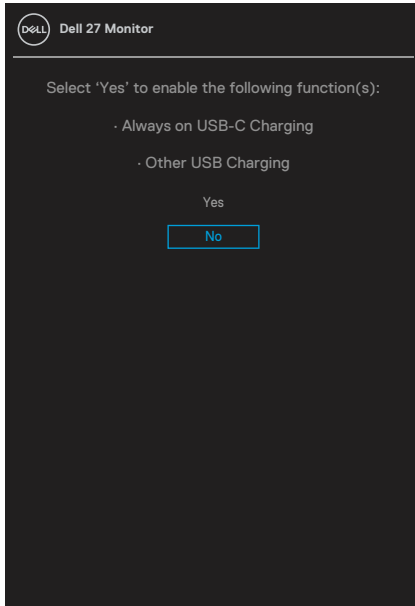 DELL Dell 27 Monitor
Select ‘Yes’ to enable the following function(s):
· Always on USB-C Charging
· Other USB Charging
Yes
No